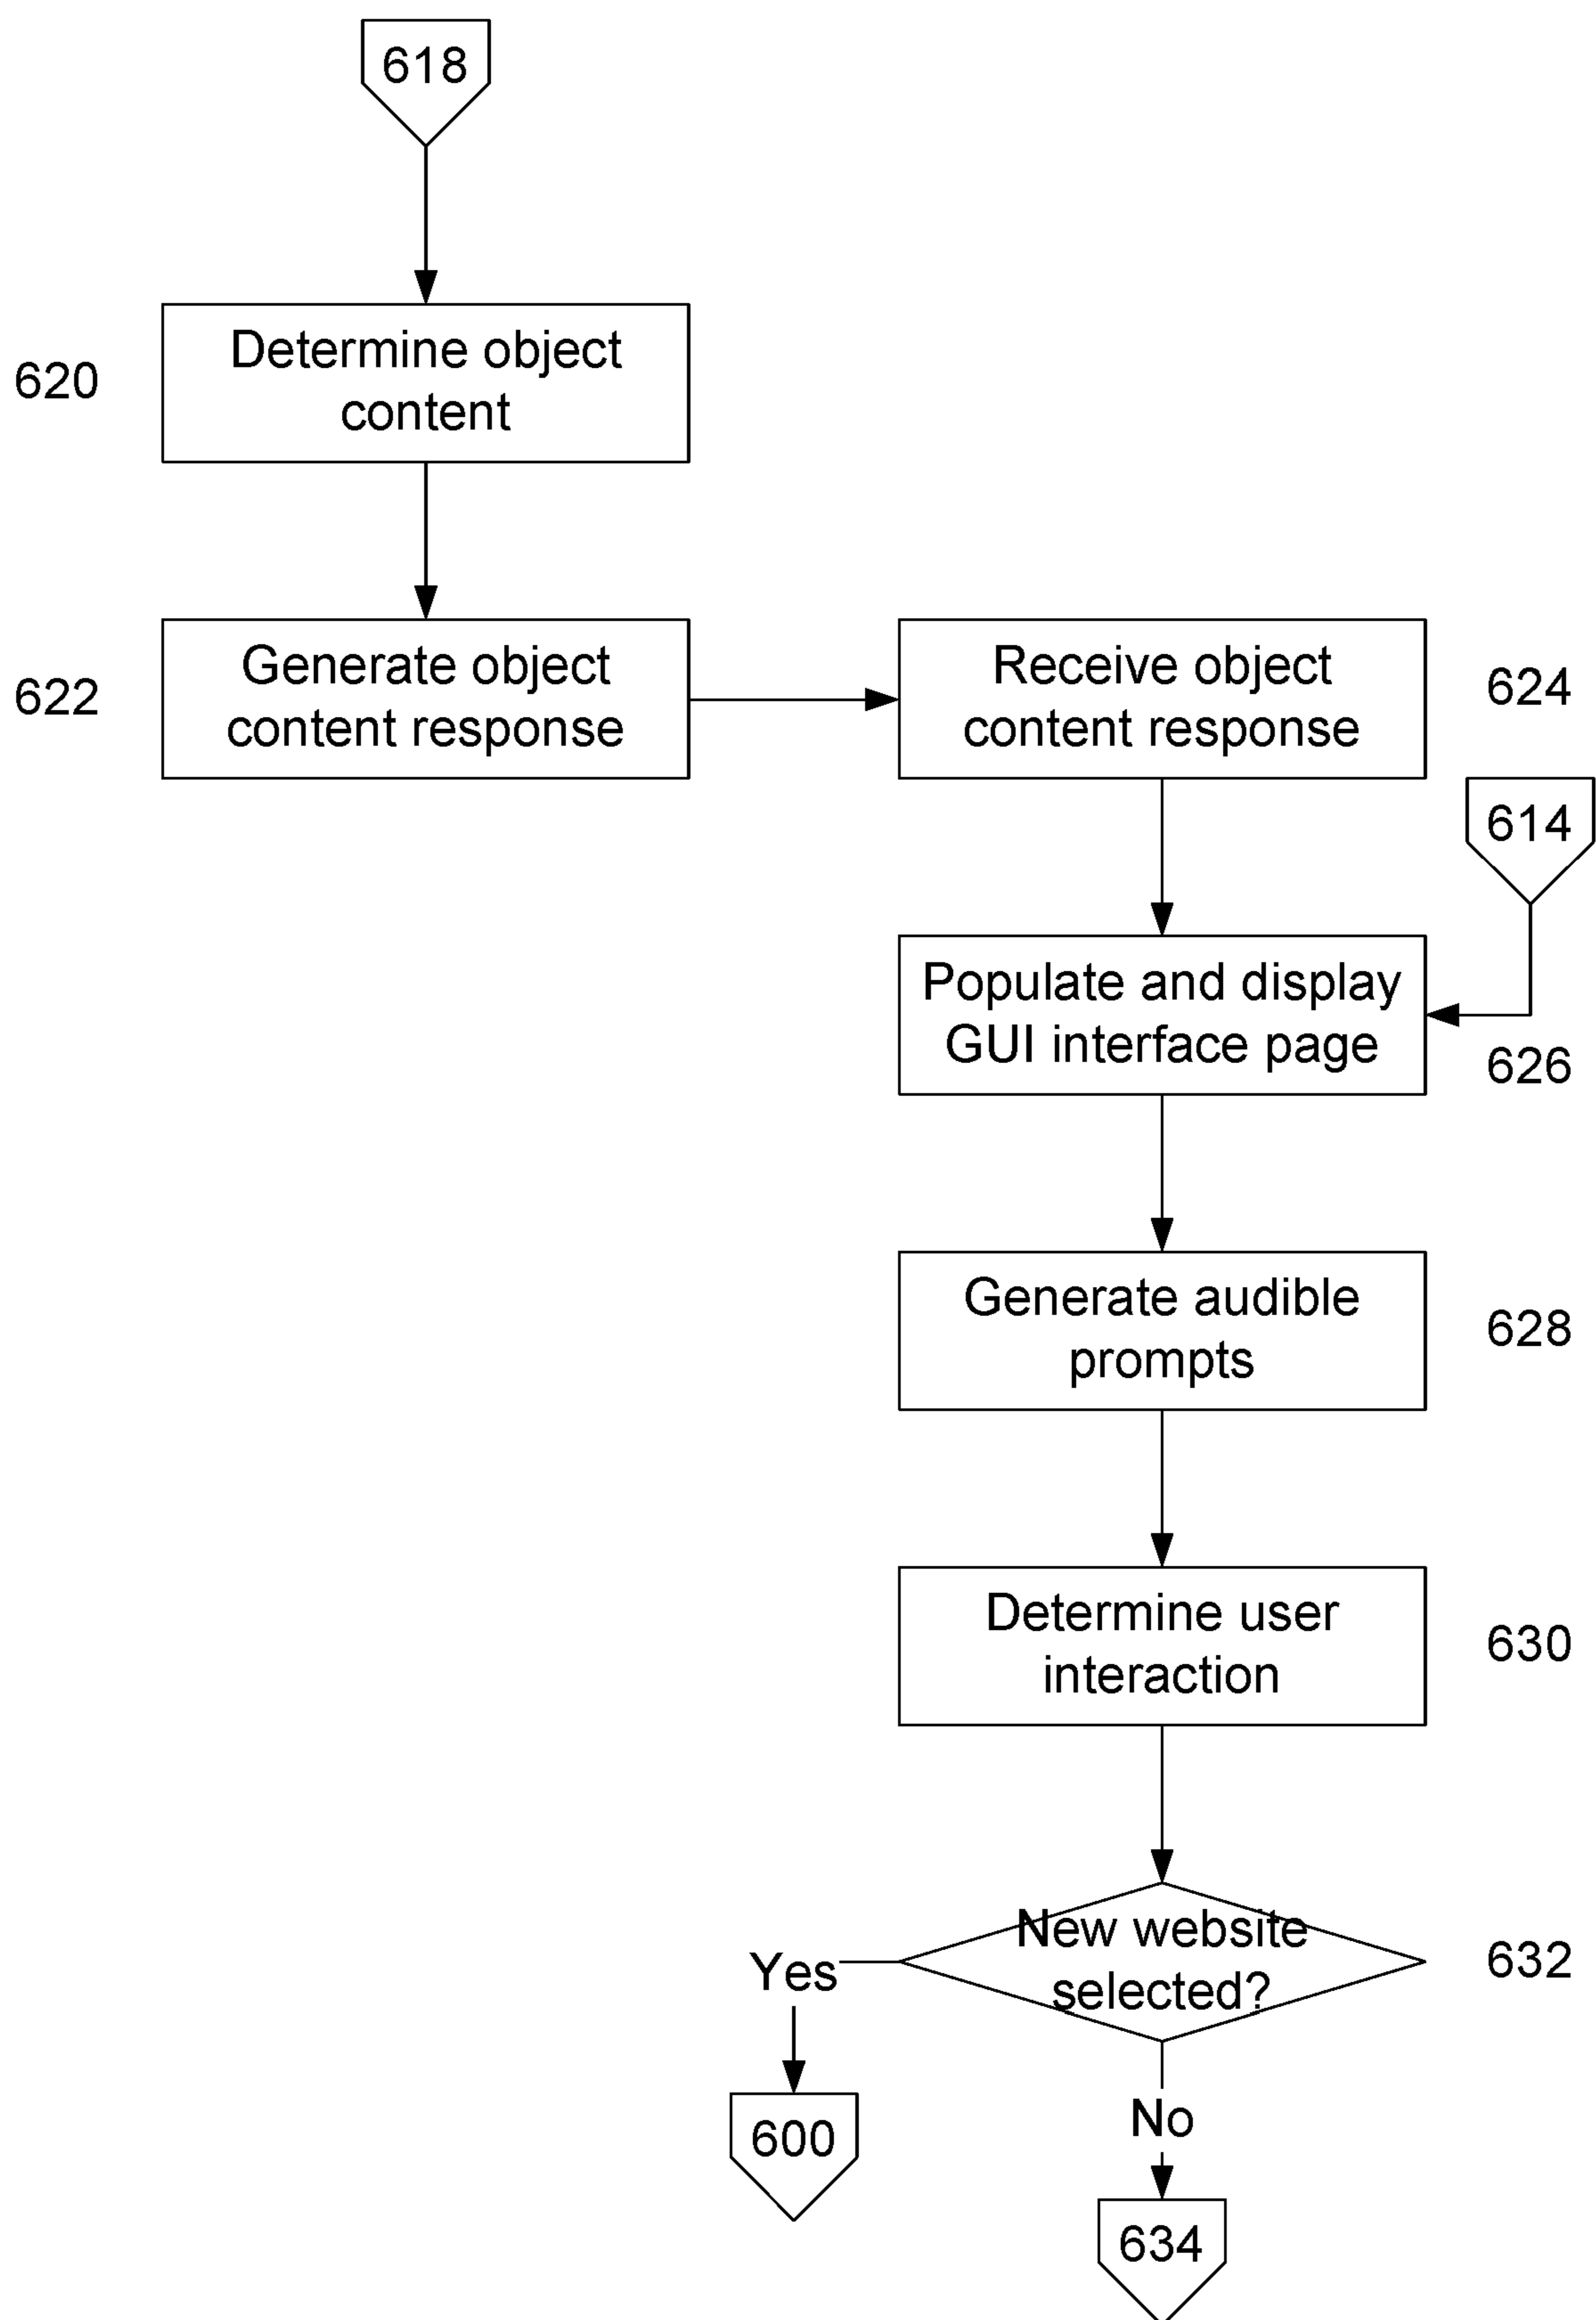 618
620
Determine object
content
622
Generate object
content response
Receive object
content response
624
614
Populate and display
GUI interface page
626
Generate audible
prompts
628
Determine user
interaction
630
New website
selected?
632
Yes
600
No
634